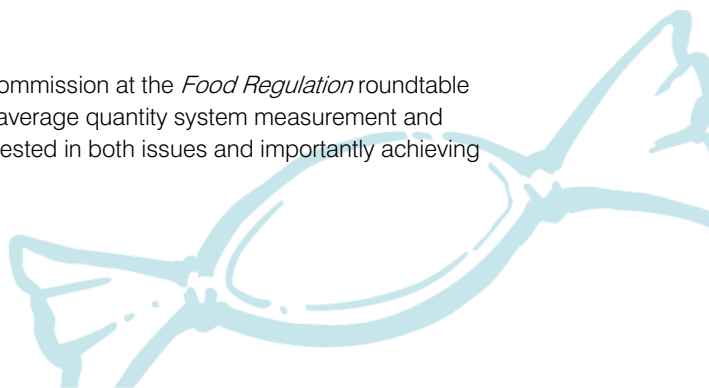 ommission at the Food Regulation roundtable
average quantity system measurement and
ested in both issues and importantly achieving